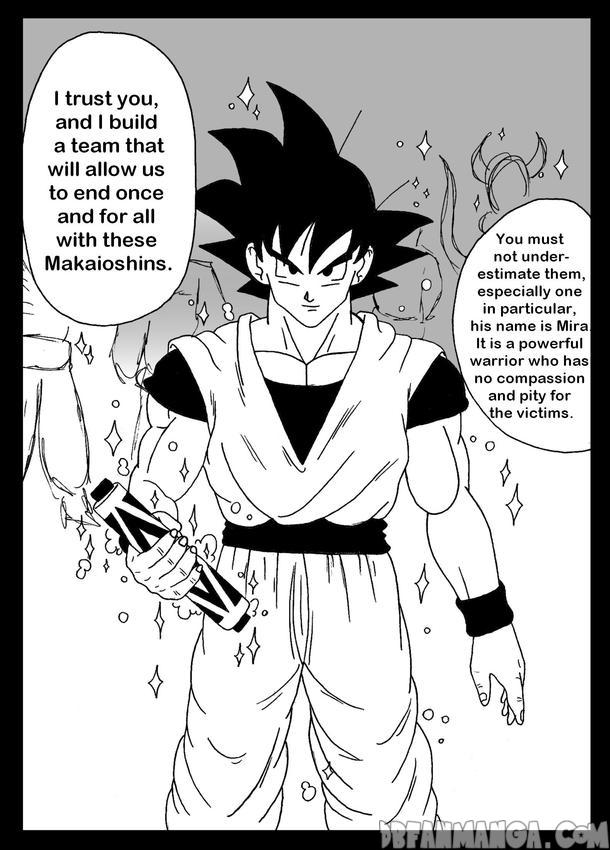 I trust you,
and I build
a team that
will allow us
to end once
and for all
with these
Makaioshins.
You must
not under-
estimate them,
especially one
in particular,
his name is Mira
It is a powerful
warrior who has
no compassion
and pity for
the victims.
DBFANMANGA.COM